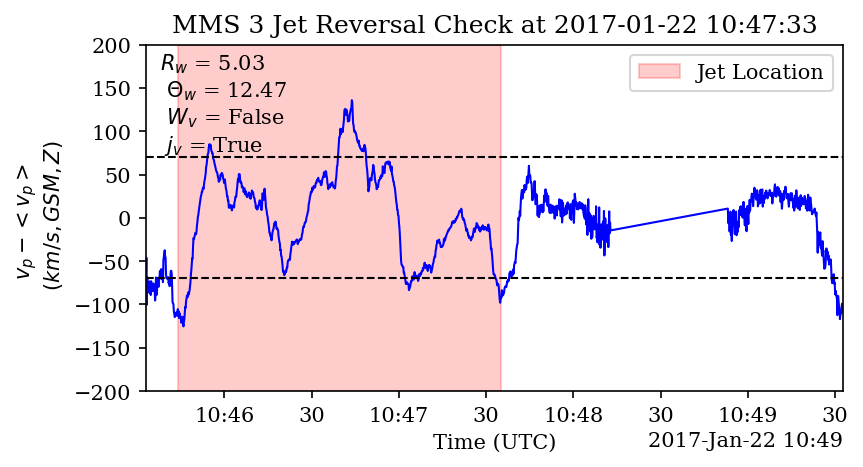 MMS 3 Jet Reversal Check at 2017-01-22 10:47:33
R_w = 5.03
Θ_w = 12.47
W_v = False
j_v = True
Jet Location
v_p − <v_p>
(km/s, GSM, Z)
200
150
100
50
0
−50
−100
−150
−200
10:46 30 10:47 30 10:48 30 10:49 30
Time (UTC)
2017-Jan-22 10:49